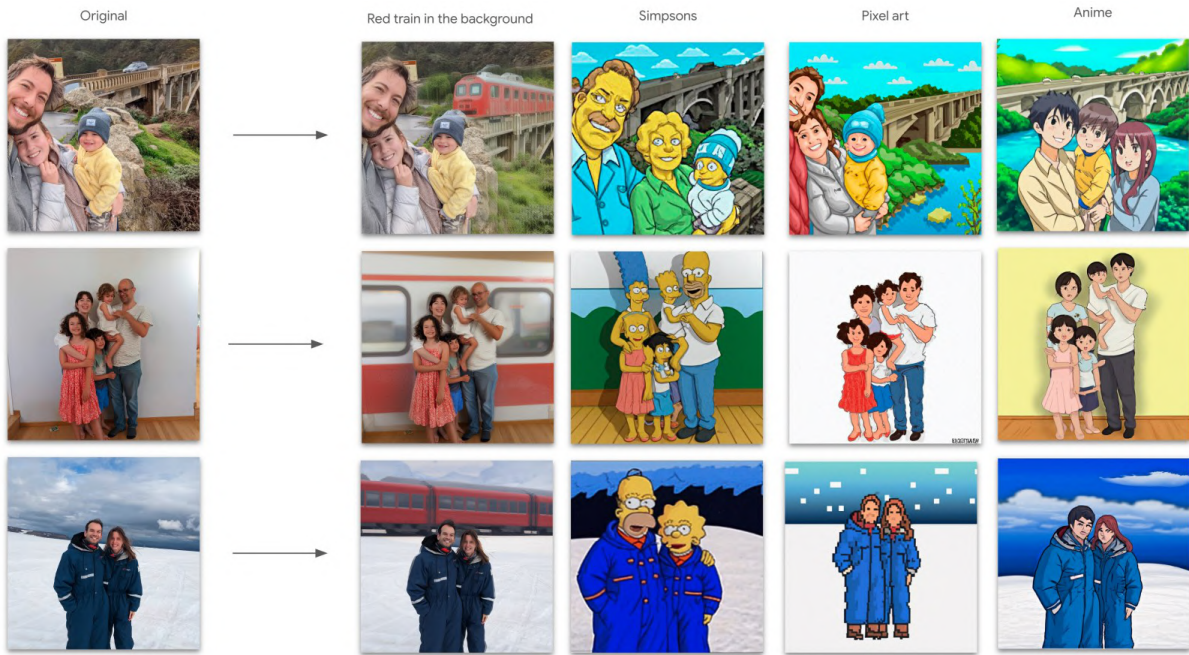 Original
Red train in the background
Simpsons
Pixel art
Anime